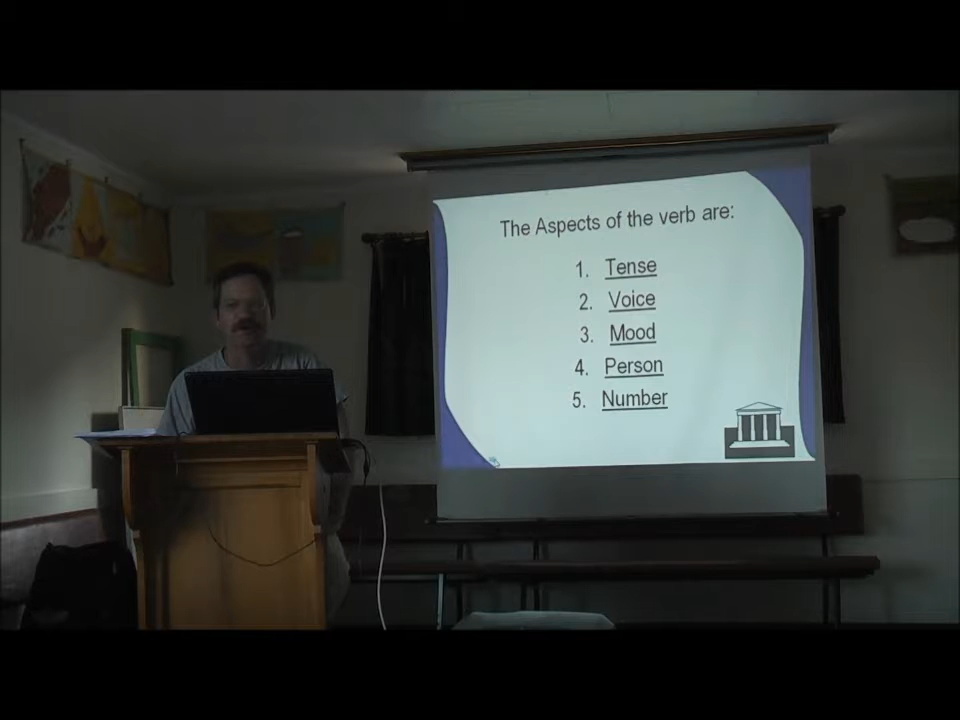 The Aspects of the verb are:
1. Tense
2. Voice
3. Mood
4. Person
5. Number